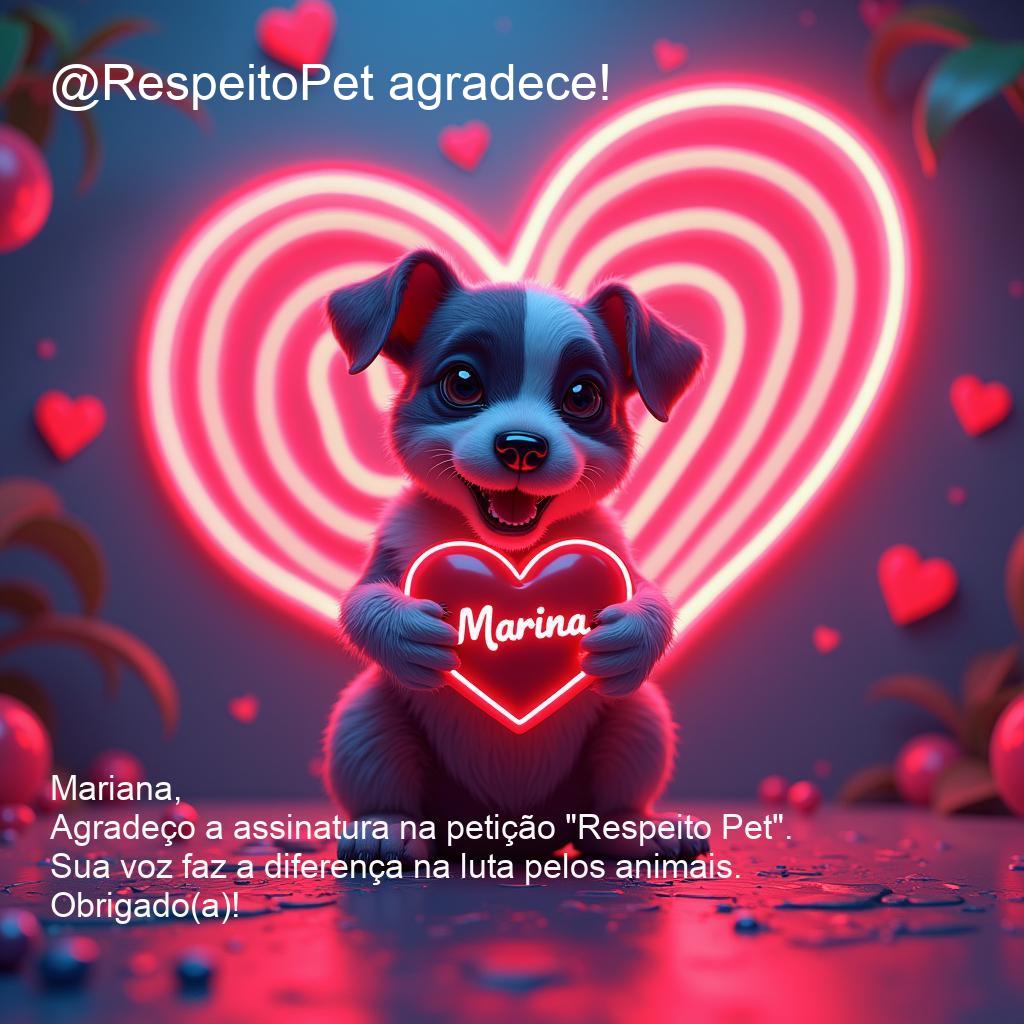 @RespeitoPet agradece!
Marina
Mariana,
Agradeço a assinatura na petição "Respeito Pet".
Sua voz faz a diferença na luta pelos animais.
Obrigado(a)!